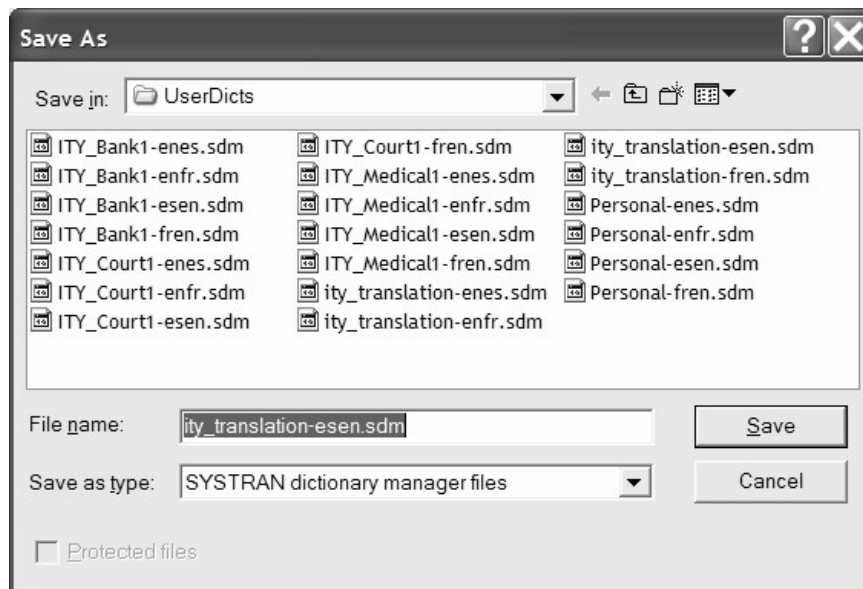 Save As
Save in: UserDicts
ITY_Bank1-enes.sdm
ITY_Bank1-enfr.sdm
ITY_Bank1-esen.sdm
ITY_Bank1-fren.sdm
ITY_Court1-enes.sdm
ITY_Court1-enfr.sdm
ITY_Court1-esen.sdm
ITY_Court1-fren.sdm
ITY_Medical1-enes.sdm
ITY_Medical1-enfr.sdm
ITY_Medical1-esen.sdm
ITY_Medical1-fren.sdm
ity_translation-enes.sdm
ity_translation-enfr.sdm
ity_translation-esen.sdm
ity_translation-fren.sdm
Personal-enes.sdm
Personal-enfr.sdm
Personal-esen.sdm
Personal-fren.sdm
File name: ity_translation-esen.sdm
Save
Save as type: SYSTRAN dictionary manager files
Cancel
Protected files